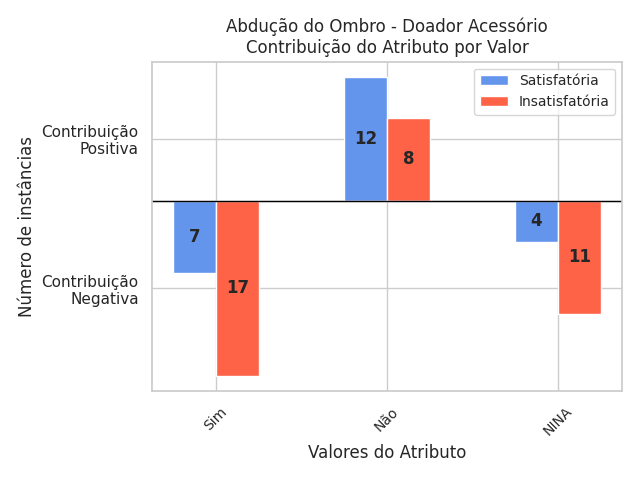 Abdução do Ombro - Doador Acessório
Contribuição do Atributo por Valor
Satisfatória
Insatisfatória
Contribuição
Positiva
Contribuição
Negativa
Número de instâncias
12
8
7
17
4
11
Sim
Não
NINA
Valores do Atributo